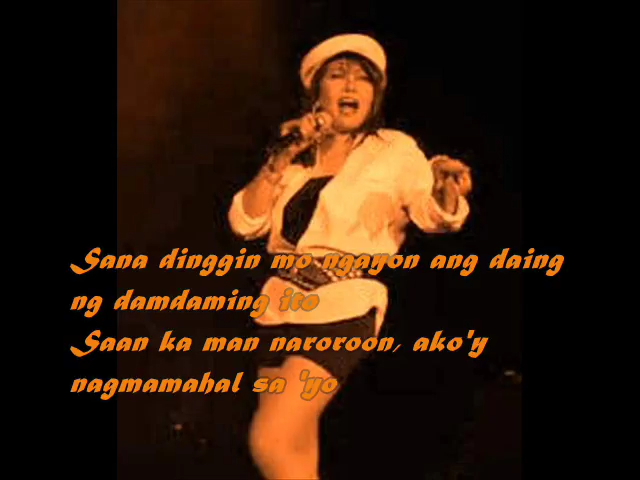 Sana dinggin mo ngayon ang daing
ng damdaming ito
Saan ka man naroroon, ako'y
nagmamahal sa 'yo